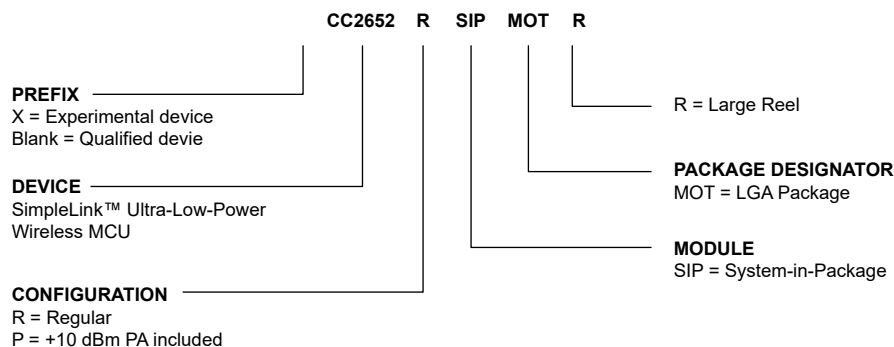 CC2652 R SIP MOT R
PREFIX
X = Experimental device
Blank = Qualified devie
DEVICE
SimpleLink™ Ultra-Low-Power
Wireless MCU
CONFIGURATION
R = Regular
P = +10 dBm PA included
R = Large Reel
PACKAGE DESIGNATOR
MOT = LGA Package
MODULE
SIP = System-in-Package